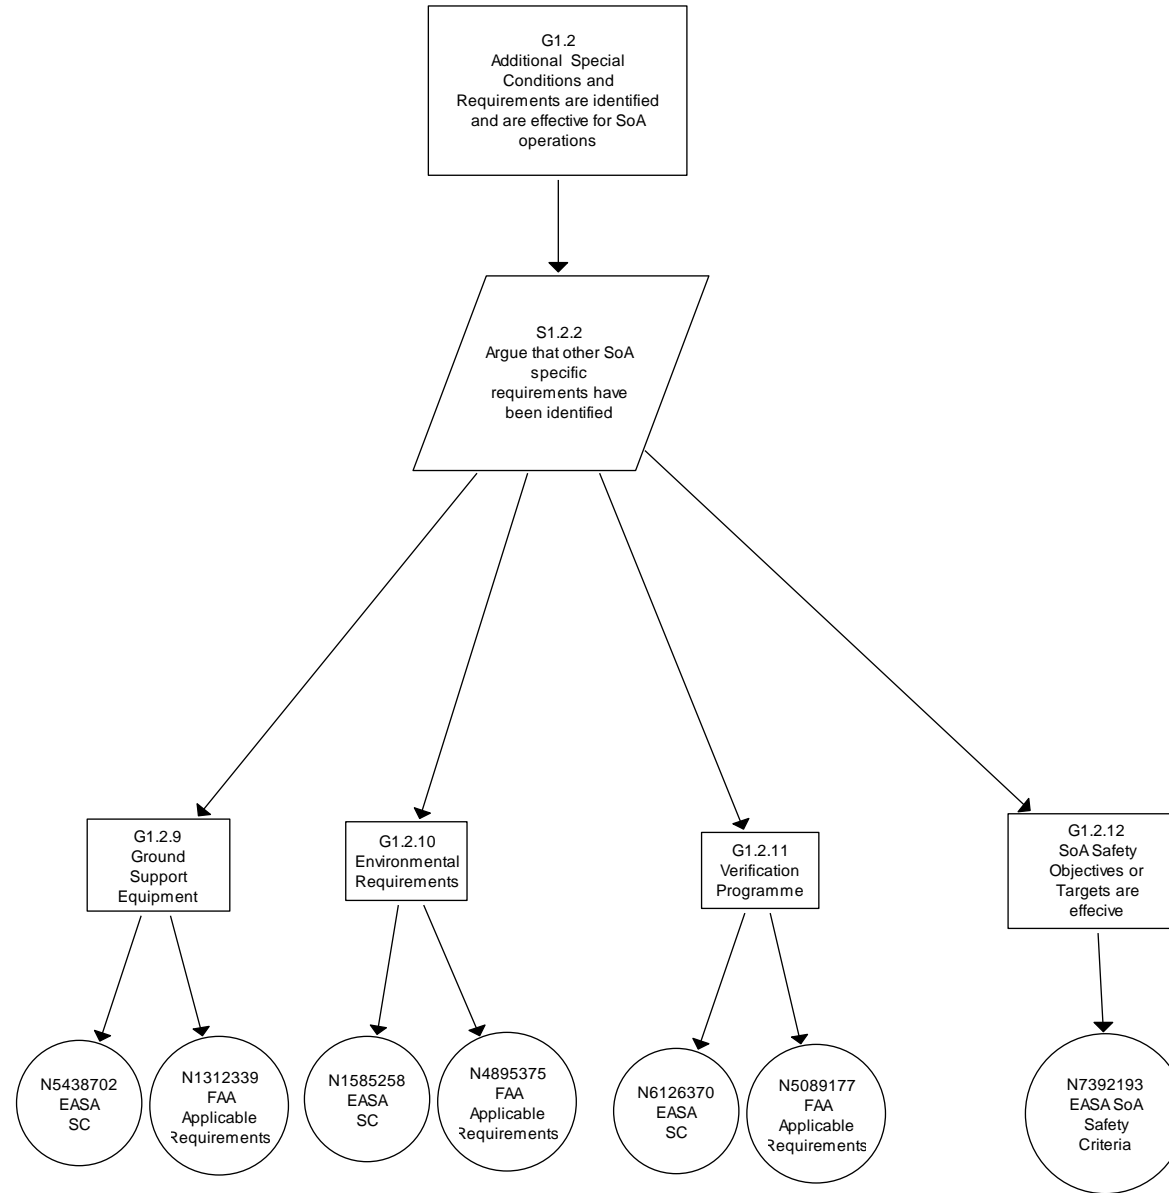 G1.2
Additional Special
Conditions and
Requirements are identified
and are effective for SoA
operations
S1.2.2
Argue that other SoA
specific
requirements have
been identified
G1.2.9
Ground
Support
Equipment
G1.2.10
Environmental
Requirements
G1.2.11
Verification
Programme
G1.2.12
SoA Safety
Objectives or
Targets are
effecive
N5438702
EASA
SC
N1312339
FAA
Applicable
Requirements
N1585258
EASA
SC
N4895375
FAA
Applicable
Requirements
N6126370
EASA
SC
N5089177
FAA
Applicable
Requirements
N7392193
EASA SoA
Safety
Criteria